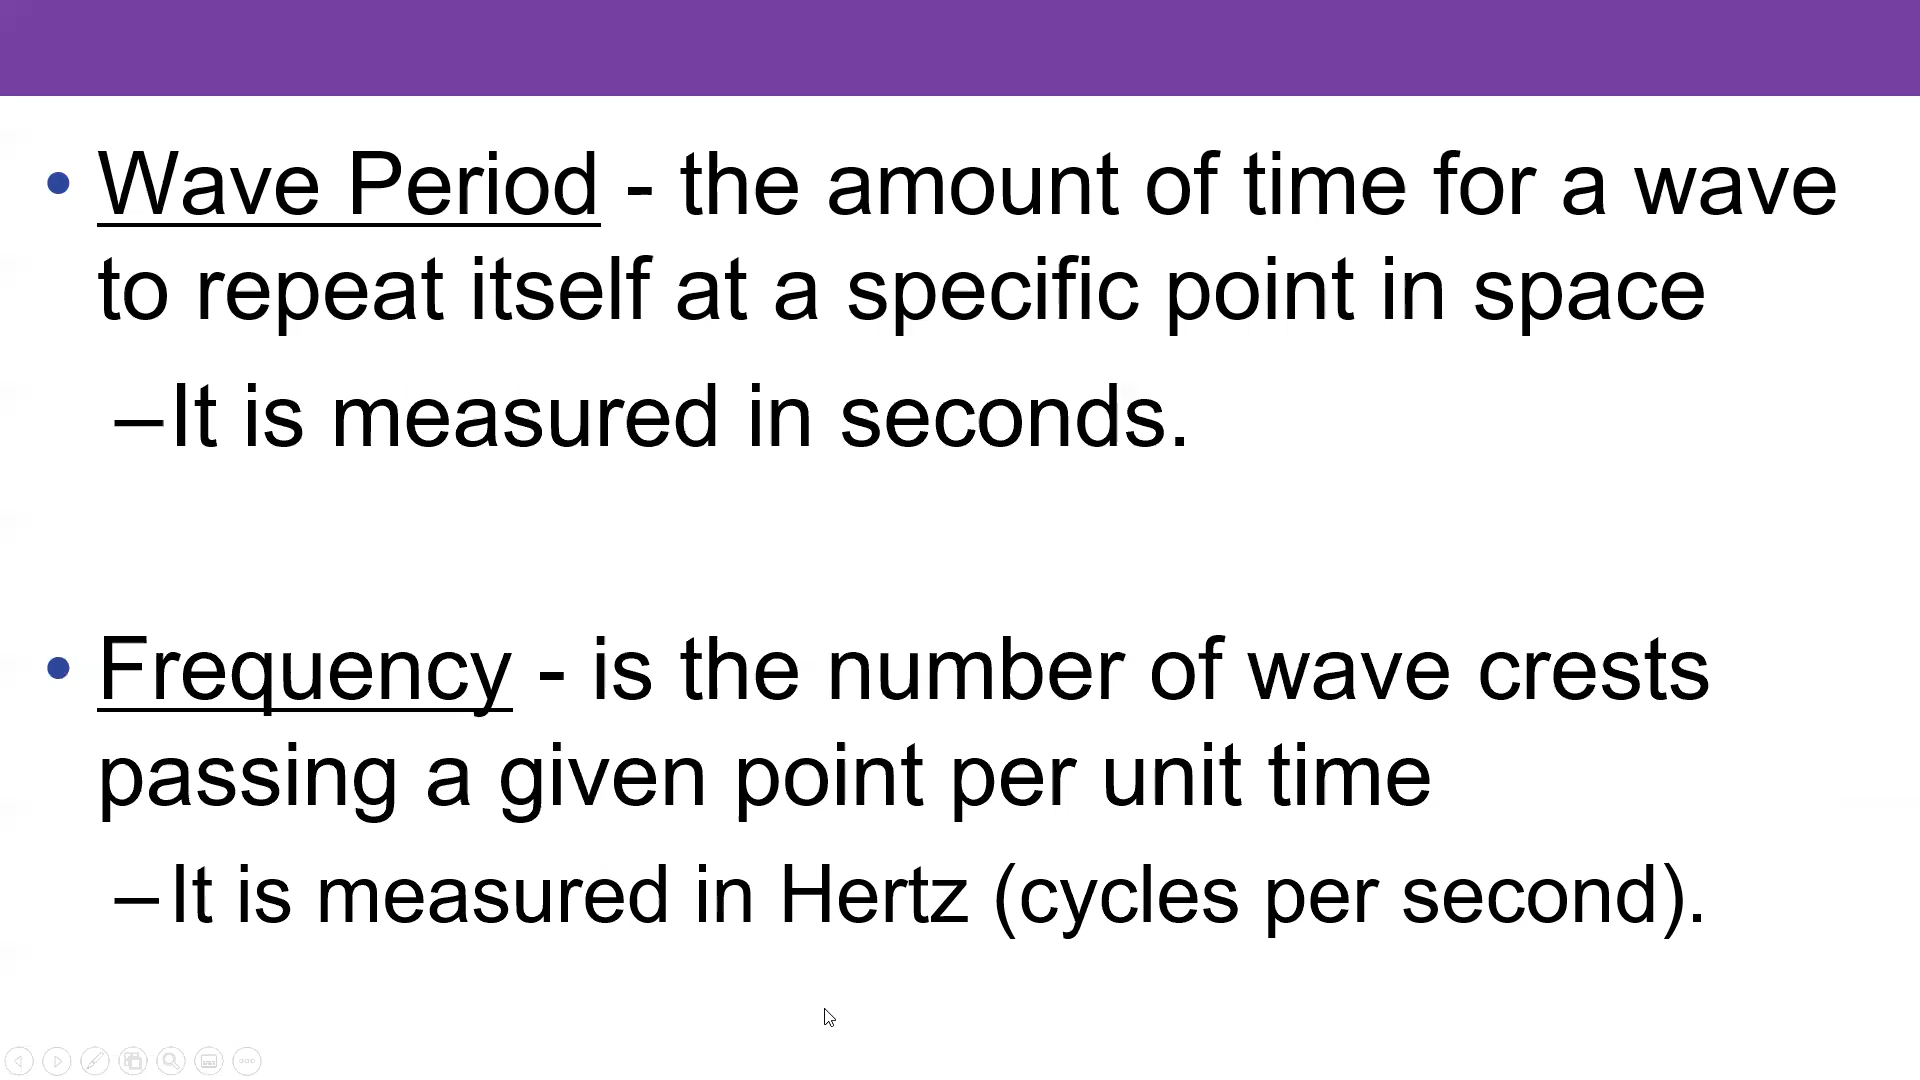 • Wave Period - the amount of time for a wave
to repeat itself at a specific point in space
–It is measured in seconds.
• Frequency - is the number of wave crests
passing a given point per unit time
–It is measured in Hertz (cycles per second).